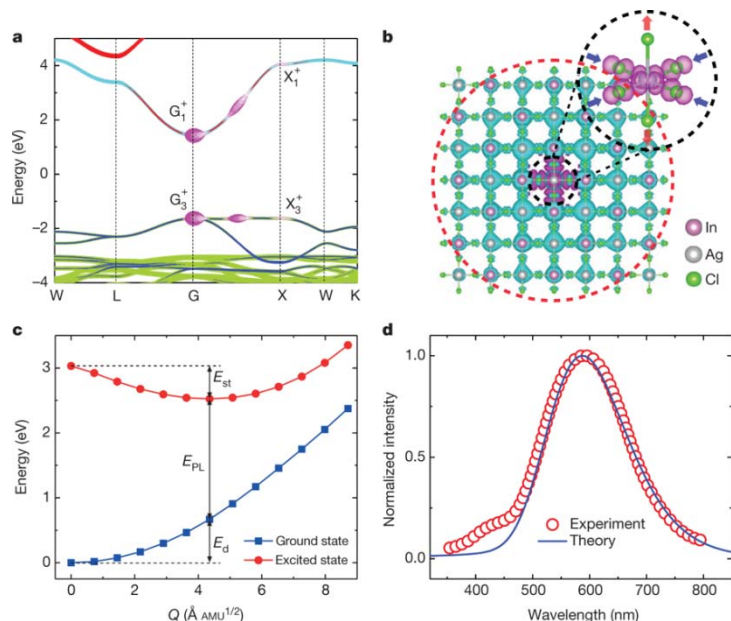 a
Energy (eV)
4
2
0
−2
−4
W L G X W K
G1+
X1+
G3+
X3+
b
In
Ag
Cl
c
Energy (eV)
3
2
1
0
Est
EPL
Ed
Ground state
Excited state
0 2 4 6 8
Q (Å AMU1/2)
d
Normalized intensity
1.0
0.5
0.0
Experiment
Theory
400 500 600 700 800
Wavelength (nm)